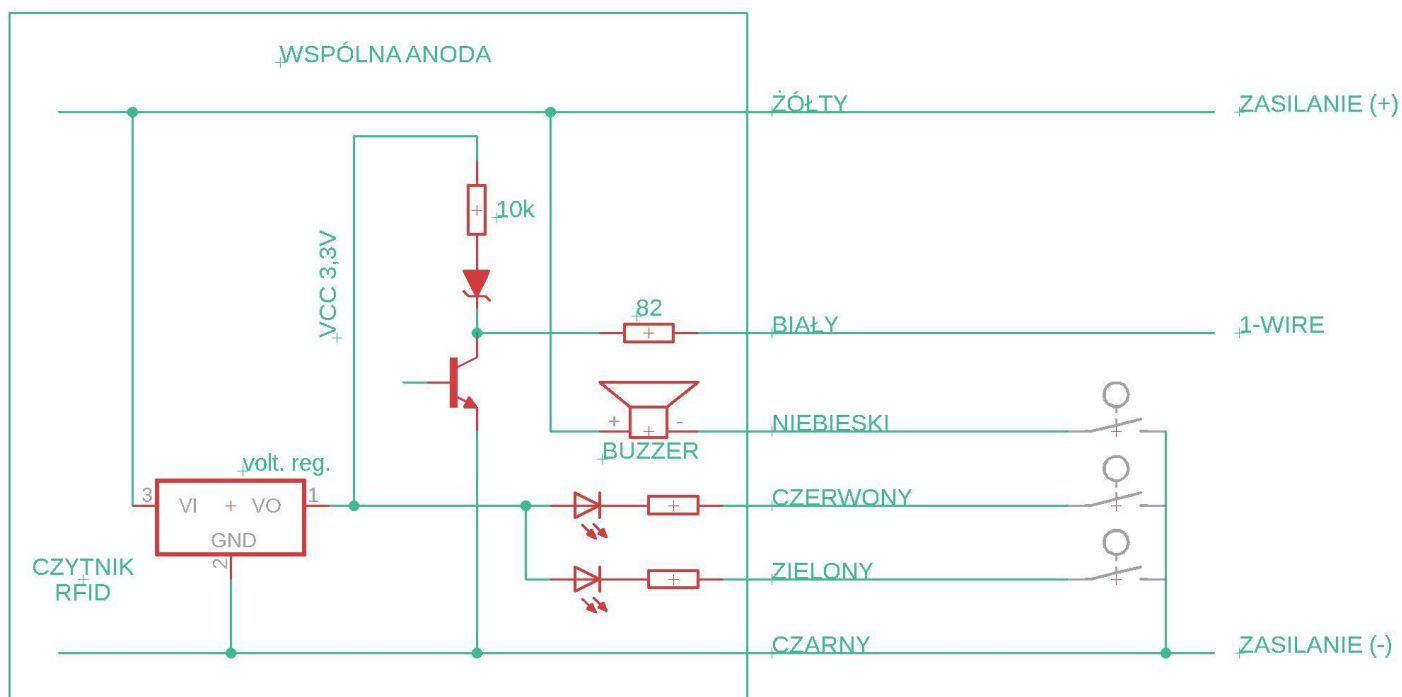 WSPÓLNA ANODA
ŻÓŁTY
ZASILANIE (+)
10k
VCC 3,3V
82
BIAŁY
1-WIRE
+
-
NIEBIESKI
BUZZER
volt. reg.
3
VI
VO
1
GND
2
CZERWONY
CZYTNIK
RFID
ZIELONY
CZARNY
ZASILANIE (-)